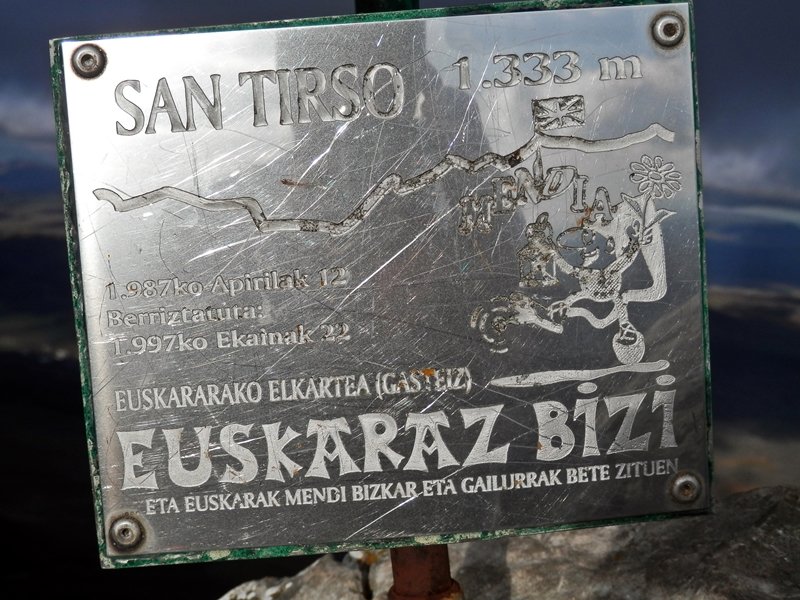 SAN TIRSO, 1.333 m
MENDIA
1.987ko Apirilak 12
Berriztatuta:
1.997ko Ekainak 22
EUSKARARAKO ELKARTEA (GASTEIZ)
EUSKARAZ BIZI
ETA EUSKARAK MENDI BIZKAR ETA GAILURRAK BETE ZITUEN